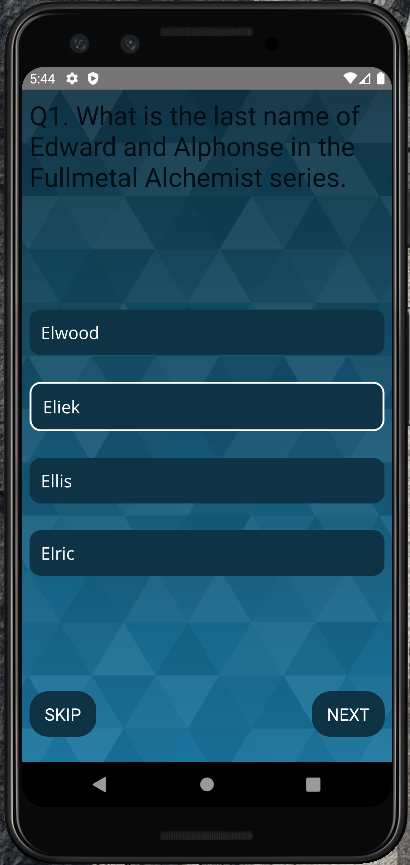 5:44
Q1. What is the last name of
Edward and Alphonse in the
Fullmetal Alchemist series.
Elwood
Eliek
Ellis
Elric
SKIP
NEXT